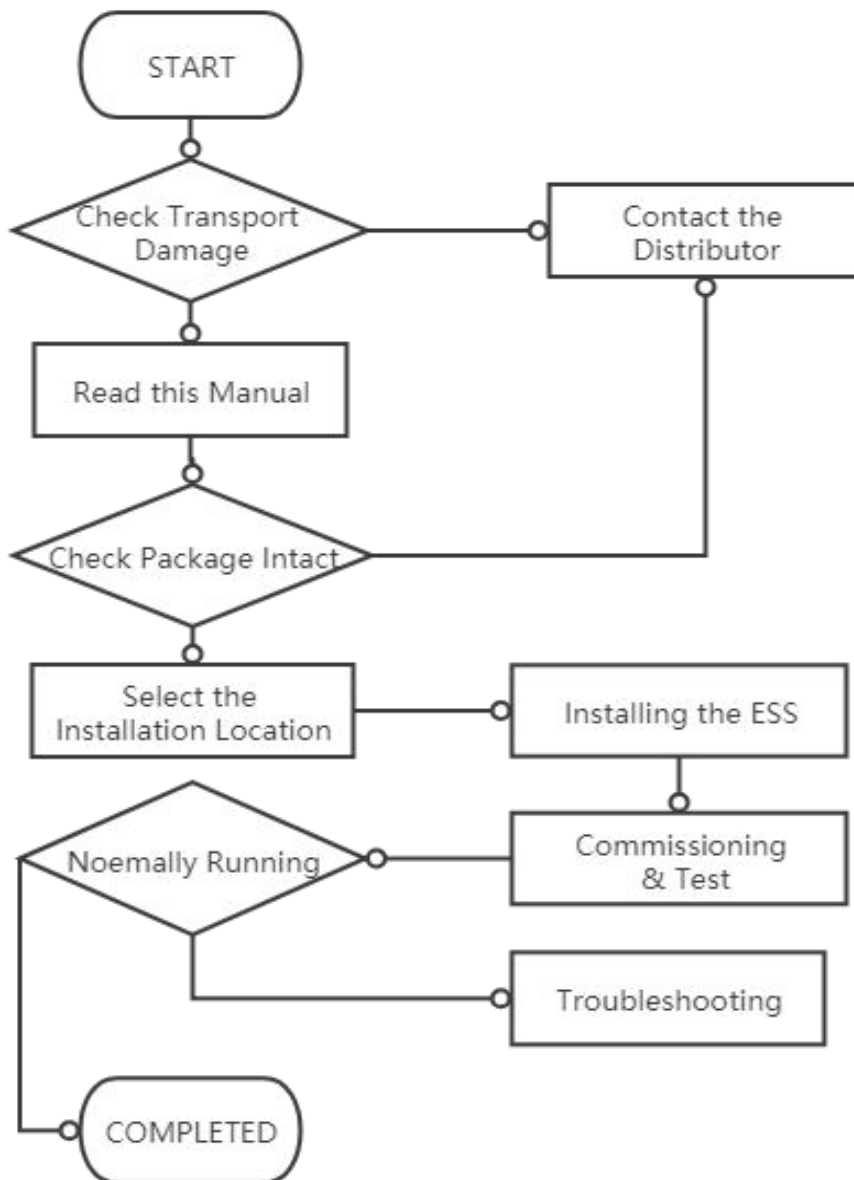 START
Check Transport
Damage
Contact the
Distributor
Read this Manual
Check Package Intact
Select the
Installation Location
Installing the ESS
Noemally Running
Commissioning
& Test
Troubleshooting
COMPLETED